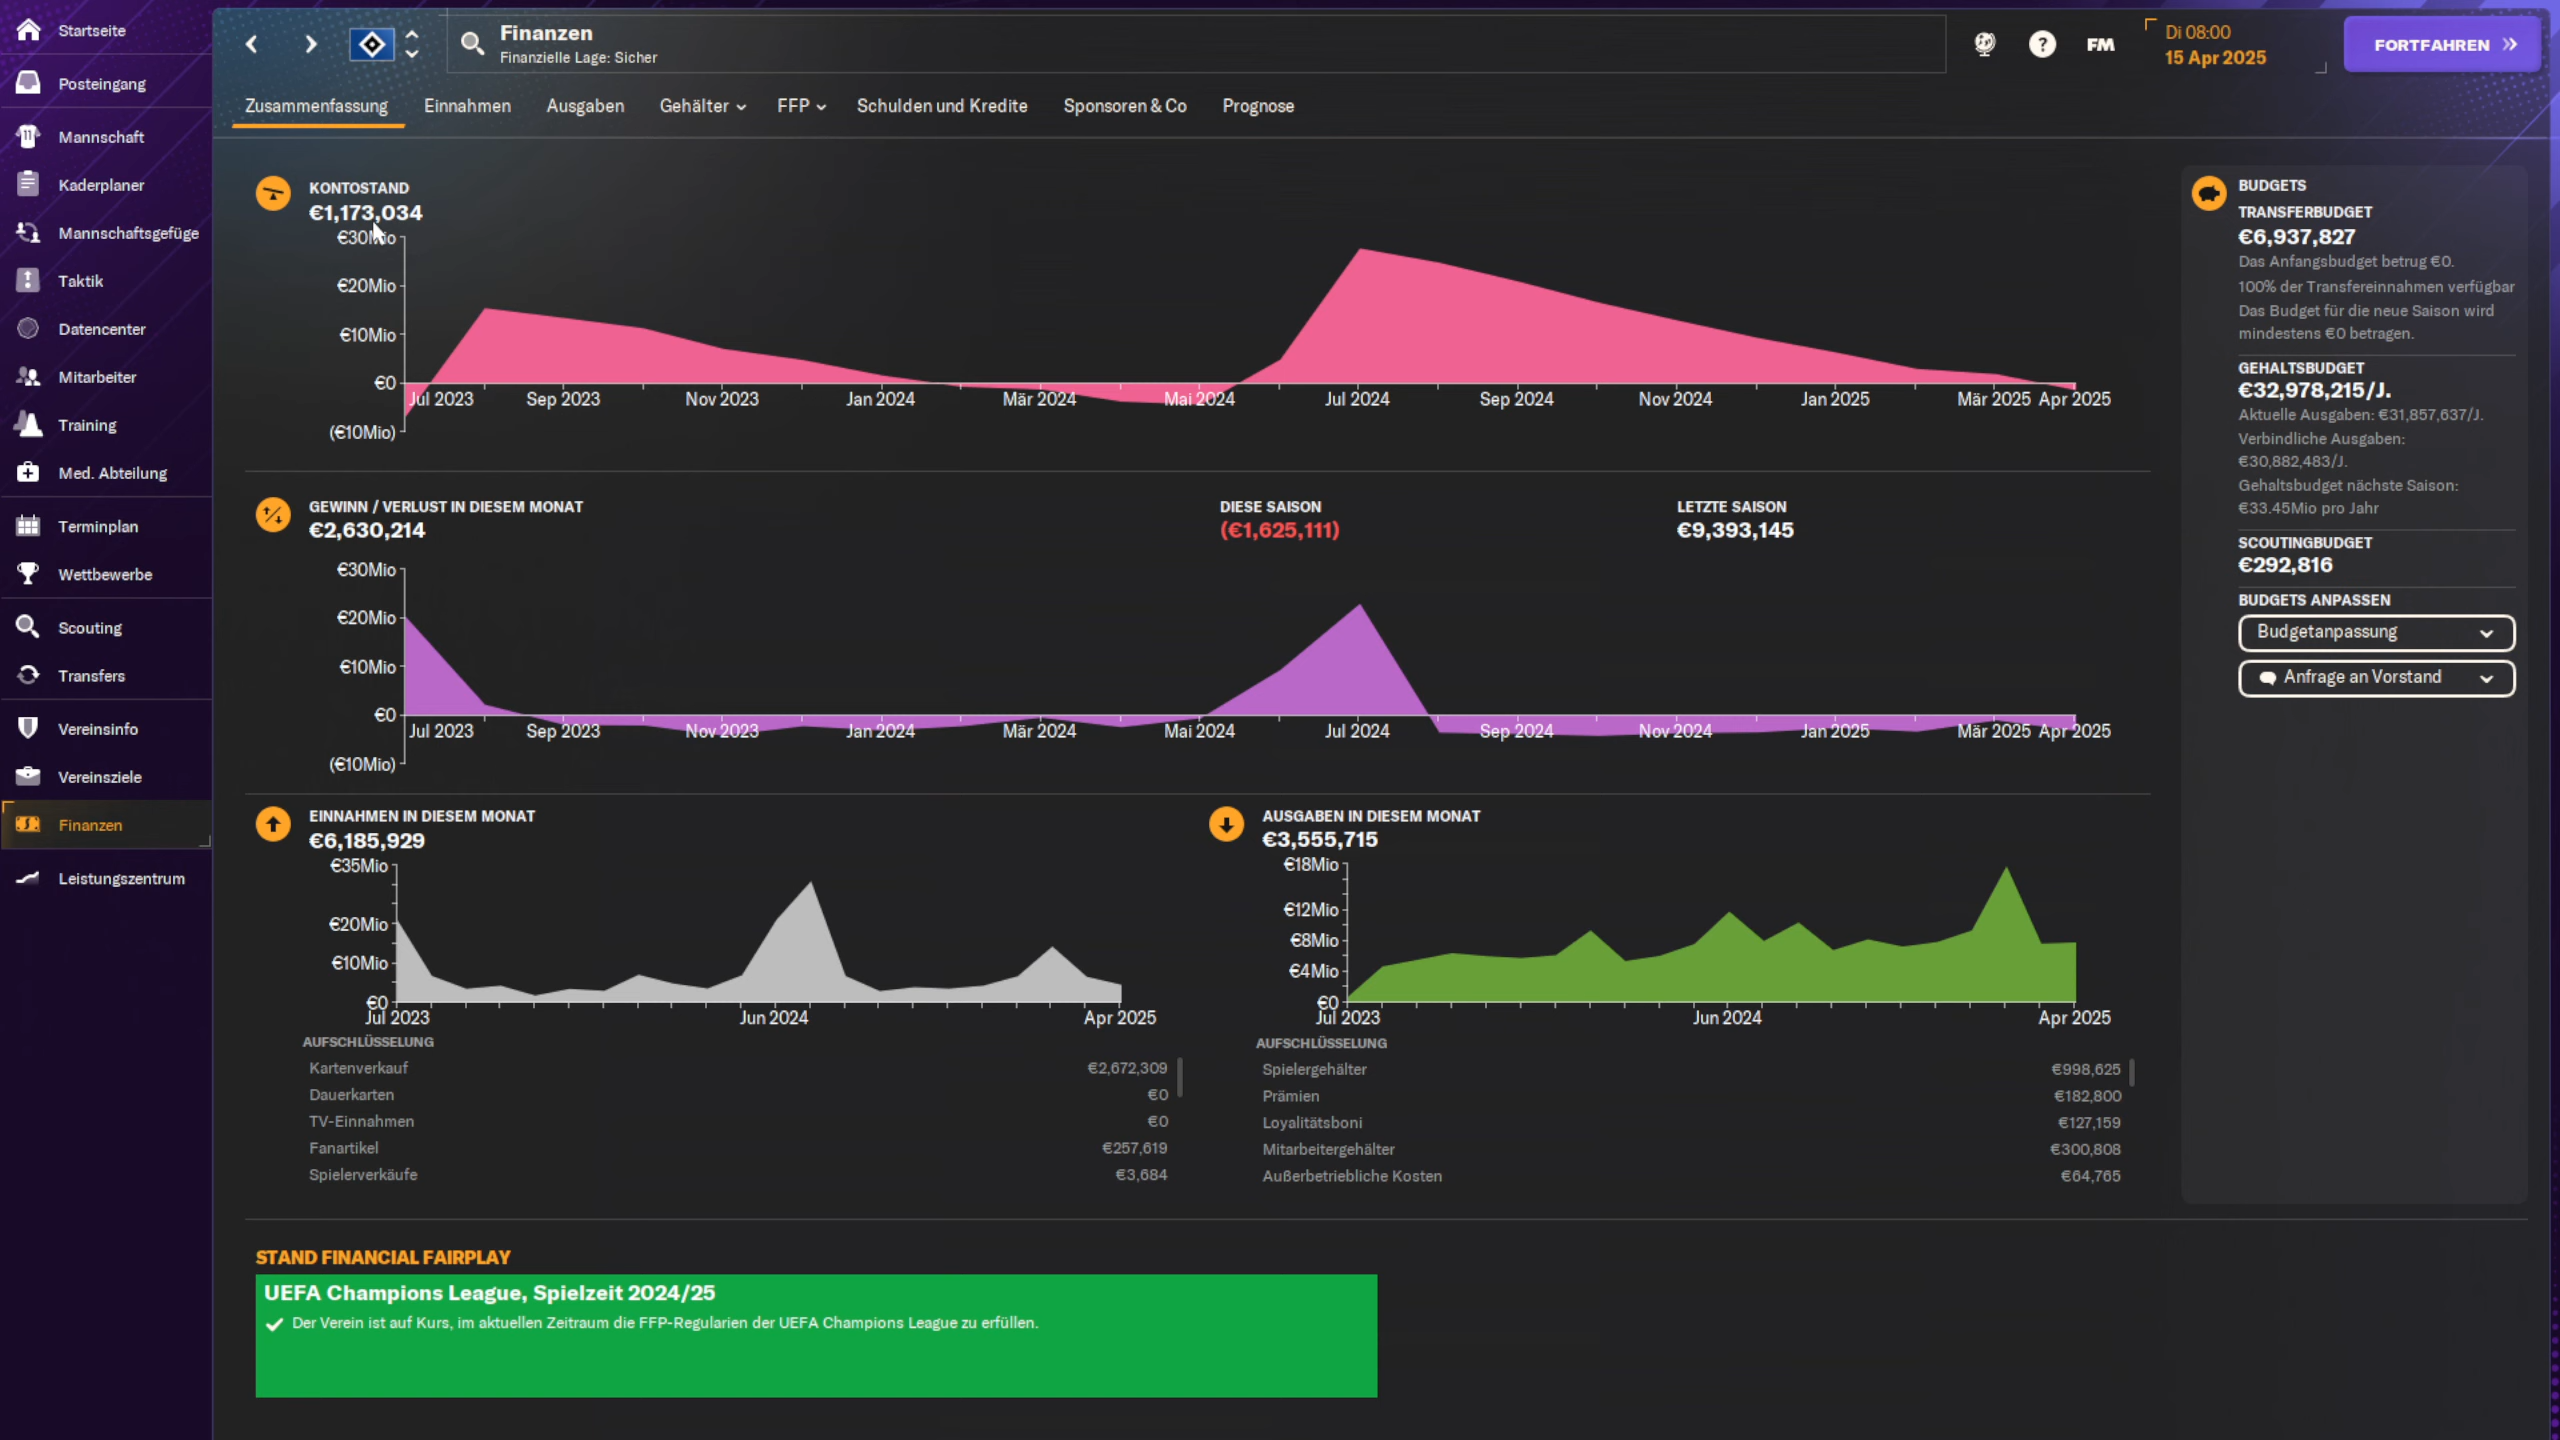 Startseite
Posteingang
Mannschaft
Kaderplaner
Mannschaftsgefüge
Taktik
Datencenter
Mitarbeiter
Training
Med. Abteilung
Terminplan
Wettbewerbe
Scouting
Transfers
Vereinsinfo
Vereinsziele
Finanzen
Leistungszentrum
Finanzen
Finanzielle Lage: Sicher
FM
Di 08:00
15 Apr 2025
FORTFAHREN
Zusammenfassung Einnahmen Ausgaben Gehälter FFP Schulden und Kredite Sponsoren & Co Prognose
KONTOSTAND
€1,173,034
€30Mio
€20Mio
€10Mio
€0
(€10Mio)
Jul 2023 Sep 2023 Nov 2023 Jan 2024 Mär 2024 Mai 2024 Jul 2024 Sep 2024 Nov 2024 Jan 2025 Mär 2025 Apr 2025
GEWINN / VERLUST IN DIESEM MONAT
€2,630,214
DIESE SAISON
(€1,625,111)
LETZTE SAISON
€9,393,145
€30Mio
€20Mio
€10Mio
€0
(€10Mio)
Jul 2023 Sep 2023 Nov 2023 Jan 2024 Mär 2024 Mai 2024 Jul 2024 Sep 2024 Nov 2024 Jan 2025 Mär 2025 Apr 2025
EINNAHMEN IN DIESEM MONAT
€6,185,929
€35Mio
€20Mio
€10Mio
€0
Jul 2023 Jun 2024 Apr 2025
AUFSCHLÜSSELUNG
Kartenverkauf €2,672,309
Dauerkarten €0
TV-Einnahmen €0
Fanartikel €257,619
Spielerverkäufe €3,684
AUSGABEN IN DIESEM MONAT
€3,555,715
€18Mio
€12Mio
€8Mio
€4Mio
€0
Jul 2023 Jun 2024 Apr 2025
AUFSCHLÜSSELUNG
Spielergehälter €998,625
Prämien €182,800
Loyalitätsboni €127,159
Mitarbeitergehälter €300,808
Außerbetriebliche Kosten €64,765
STAND FINANCIAL FAIRPLAY
UEFA Champions League, Spielzeit 2024/25
Der Verein ist auf Kurs, im aktuellen Zeitraum die FFP-Regularien der UEFA Champions League zu erfüllen.
BUDGETS
TRANSFERBUDGET
€6,937,827
Das Anfangsbudget betrug €0.
100% der Transfereinnahmen verfügbar
Das Budget für die neue Saison wird
mindestens €0 betragen.
GEHALTSBUDGET
€32,978,215/J.
Aktuelle Ausgaben: €31,857,637/J.
Verbindliche Ausgaben:
€30,882,483/J.
Gehaltsbudget nächste Saison:
€33.45Mio pro Jahr
SCOUTINGBUDGET
€292,816
BUDGETS ANPASSEN
Budgetanpassung
Anfrage an Vorstand